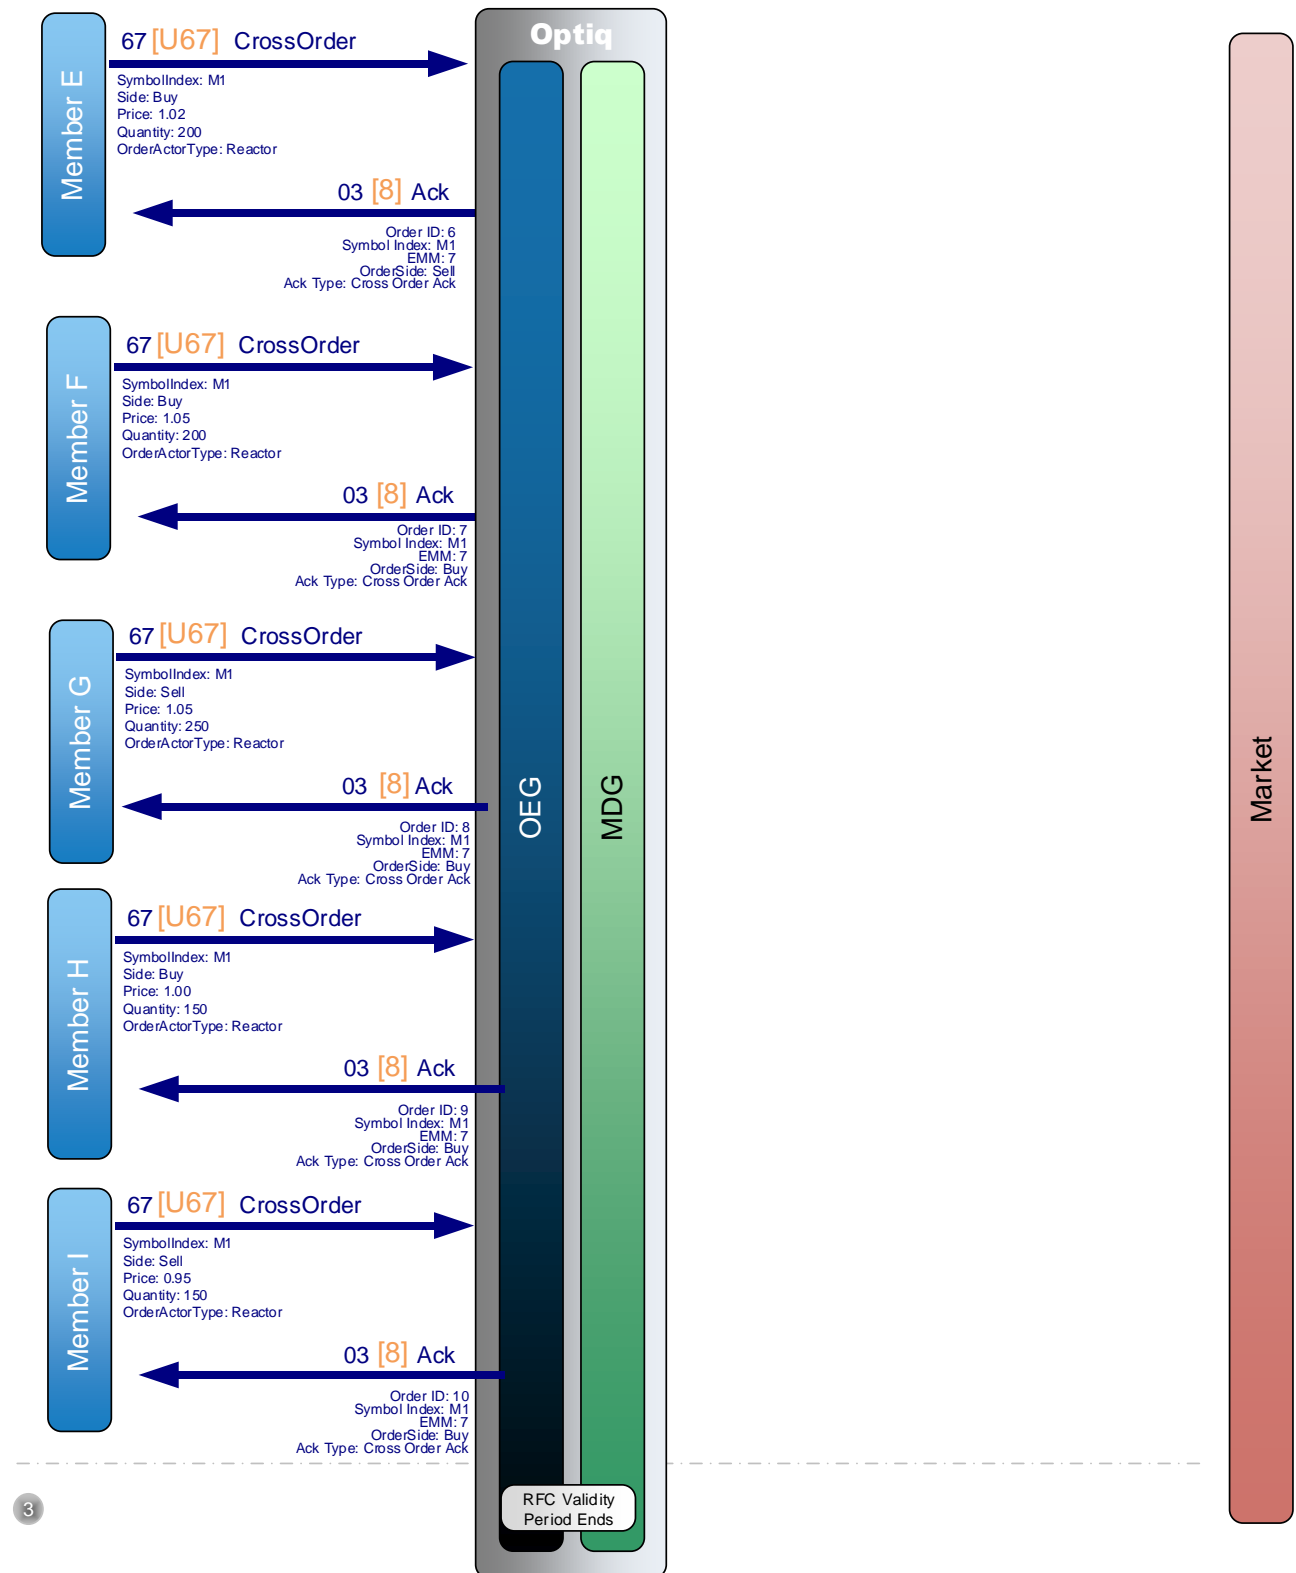 Optiq
Member E
67 [U67] CrossOrder
SymbolIndex: M1
Side: Buy
Price: 1.02
Quantity: 200
OrderActorType: Reactor
03 [8] Ack
Order ID: 6
Symbol Index: M1
EMM: 7
OrderSide: Sell
Ack Type: Cross Order Ack
Member F
67 [U67] CrossOrder
SymbolIndex: M1
Side: Buy
Price: 1.05
Quantity: 200
OrderActorType: Reactor
03 [8] Ack
Order ID: 7
Symbol Index: M1
EMM: 7
OrderSide: Buy
Ack Type: Cross Order Ack
Member G
67 [U67] CrossOrder
SymbolIndex: M1
Side: Sell
Price: 1.05
Quantity: 250
OrderActorType: Reactor
03 [8] Ack
Order ID: 8
Symbol Index: M1
EMM: 7
OrderSide: Buy
Ack Type: Cross Order Ack
OEG
MDG
Market
Member H
67 [U67] CrossOrder
SymbolIndex: M1
Side: Buy
Price: 1.00
Quantity: 150
OrderActorType: Reactor
03 [8] Ack
Order ID: 9
Symbol Index: M1
EMM: 7
OrderSide: Buy
Ack Type: Cross Order Ack
Member I
67 [U67] CrossOrder
SymbolIndex: M1
Side: Sell
Price: 0.95
Quantity: 150
OrderActorType: Reactor
03 [8] Ack
Order ID: 10
Symbol Index: M1
EMM: 7
OrderSide: Buy
Ack Type: Cross Order Ack
3
RFC Validity
Period Ends